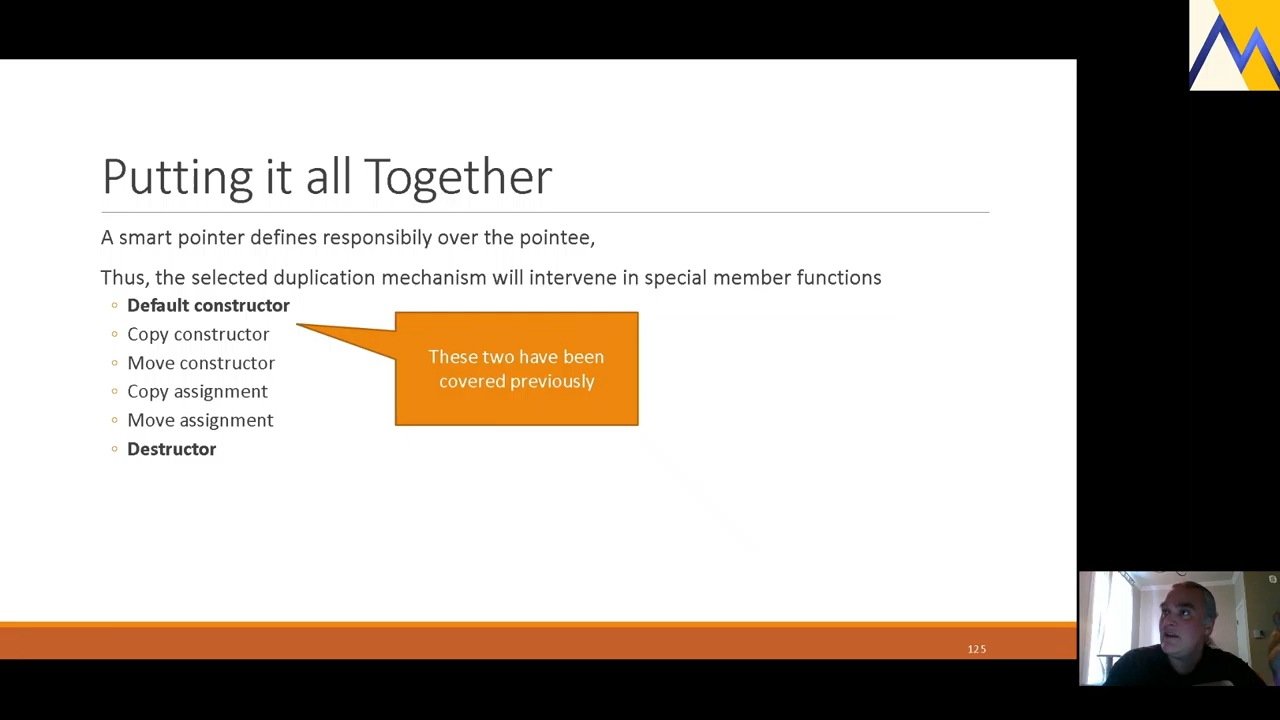 Putting it all Together
A smart pointer defines responsibily over the pointee,
Thus, the selected duplication mechanism will intervene in special member functions
Default constructor
Copy constructor
Move constructor
Copy assignment
Move assignment
Destructor
These two have been
covered previously
125